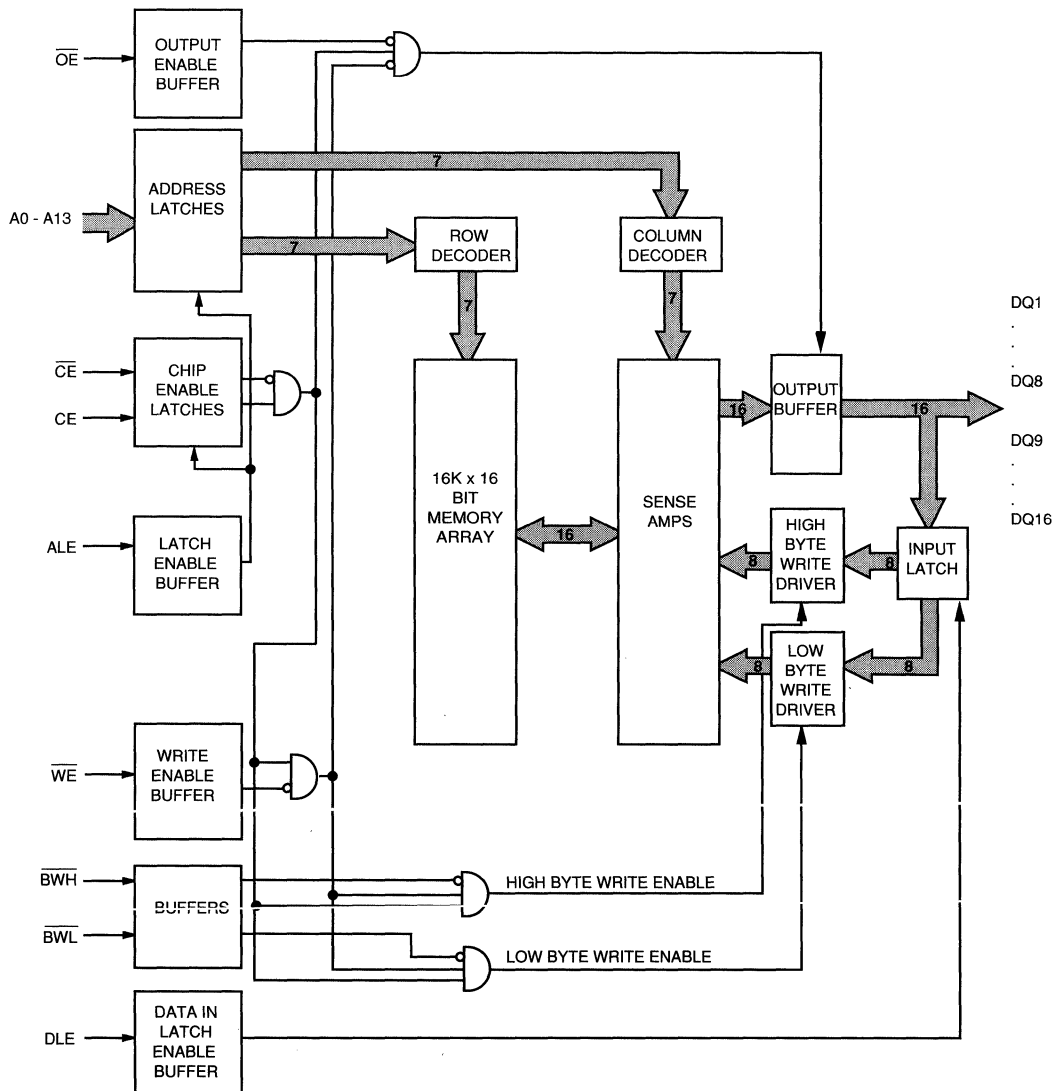 OE
OUTPUT
ENABLE
BUFFER
A0 - A13
ADDRESS
LATCHES
7
7
ROW
DECODER
COLUMN
DECODER
7
7
CE
CE
CHIP
ENABLE
LATCHES
ALE
LATCH
ENABLE
BUFFER
16K x 16
BIT
MEMORY
ARRAY
16
SENSE
AMPS
16
OUTPUT
BUFFER
16
DQ1
.
.
.
DQ8
DQ9
.
.
.
DQ16
HIGH
BYTE
WRITE
DRIVER
8
8
INPUT
LATCH
LOW
BYTE
WRITE
DRIVER
8
8
WE
WRITE
ENABLE
BUFFER
BWH
BWL
BUFFERS
HIGH BYTE WRITE ENABLE
LOW BYTE WRITE ENABLE
DLE
DATA IN
LATCH
ENABLE
BUFFER